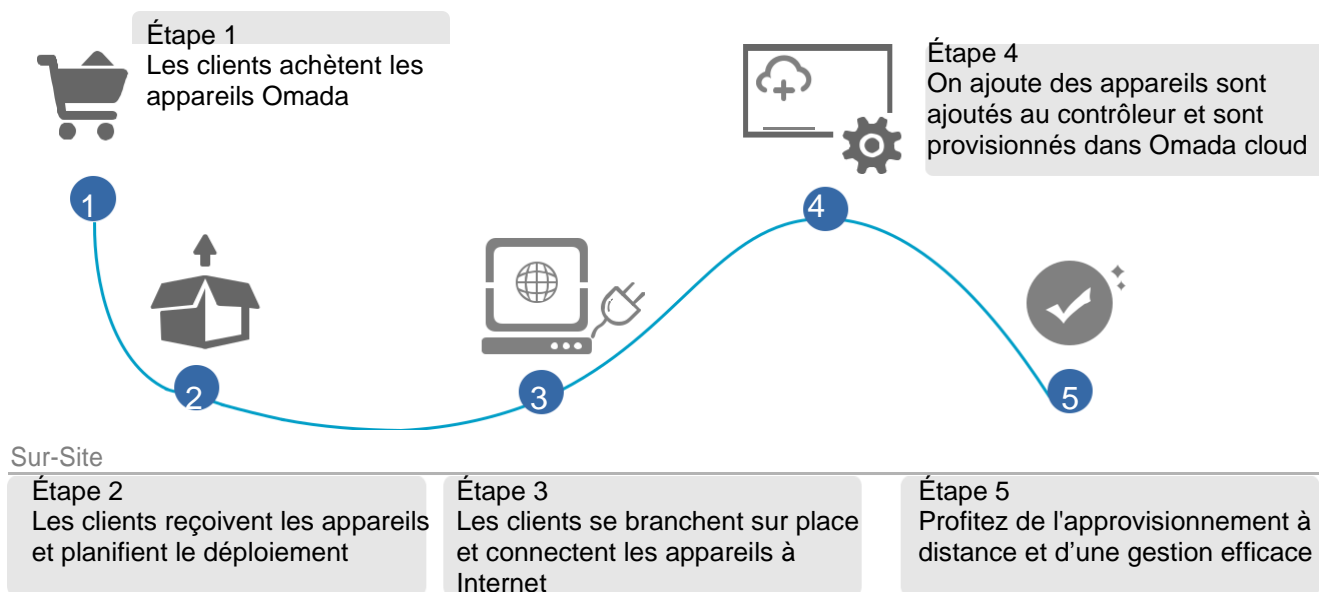 Étape 1
Les clients achètent les
appareils Omada
Étape 4
On ajoute des appareils sont
ajoutés au contrôleur et sont
provisionnés dans Omada cloud
1
4
2
3
5
Sur-Site
Étape 2
Les clients reçoivent les appareils
et planifient le déploiement
Étape 3
Les clients se branchent sur place
et connectent les appareils à
Internet
Étape 5
Profitez de l'approvisionnement à
distance et d’une gestion efficace